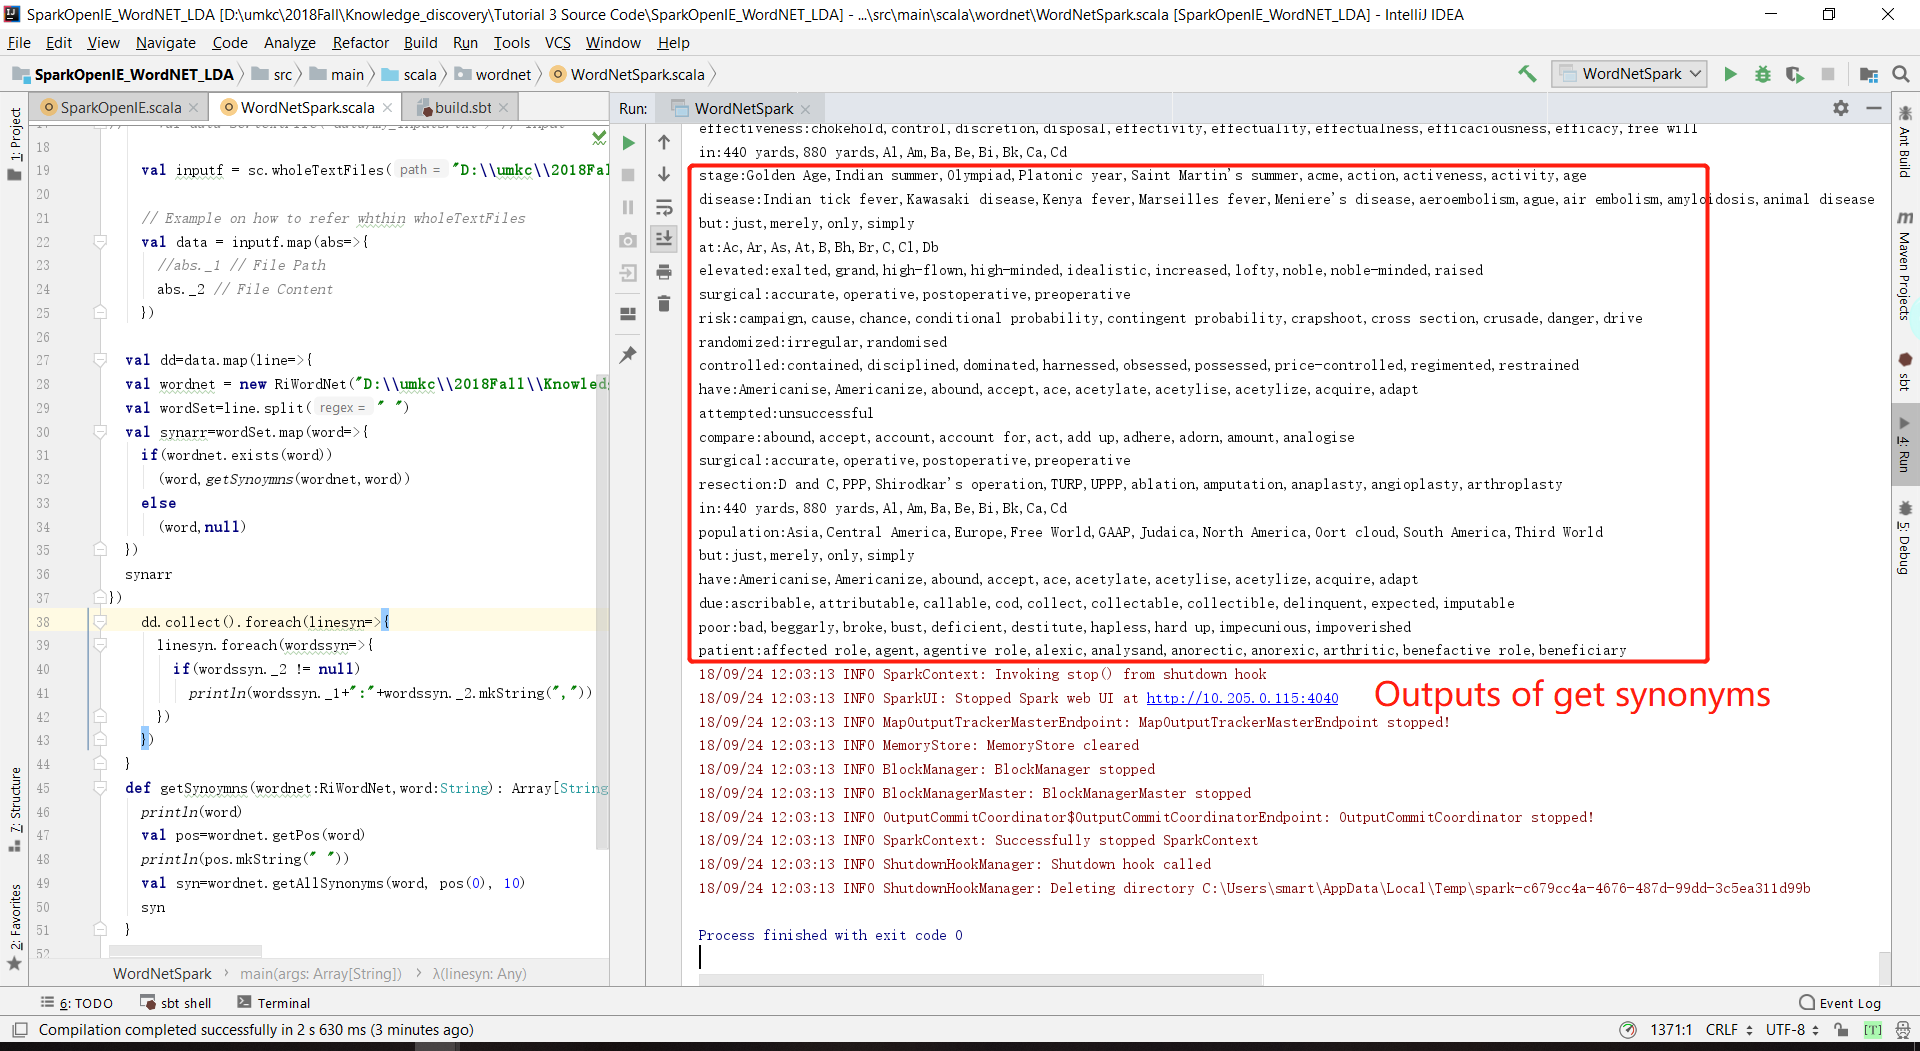 SparkOpenIE_WordNET_LDA [D:\umkc\2018Fall\Knowledge_discovery\Tutorial 3 Source Code\SparkOpenIE_WordNET_LDA] - ...\src\main\scala\wordnet\WordNetSpark.scala [SparkOpenIE_WordNET_LDA] - IntelliJ IDEA
File Edit View Navigate Code Analyze Refactor Build Run Tools VCS Window Help
SparkOpenIE_WordNET_LDA src main scala wordnet WordNetSpark.scala WordNetSpark
SparkOpenIE.scala WordNetSpark.scala build.sbt
1: Project
7: Structure
2: Favorites
18
19 val inputf = sc.wholeTextFiles( path = "D:\\umkc\\2018Fal
20
21 // Example on how to refer whthin wholeTextFiles
22 val data = inputf.map(abs=>{
23 //abs._1 // File Path
24 abs._2 // File Content
25 })
26
27 val dd=data.map(line=>{
28 val wordnet = new RiWordNet("D:\\umkc\\2018Fall\\Knowledg
29 val wordSet=line.split( regex = " ")
30 val synarr=wordSet.map(word=>{
31 if(wordnet.exists(word))
32 (word,getSynoymns(wordnet,word))
33 else
34 (word,null)
35 })
36 synarr
37 })
38 dd.collect().foreach(linesyn=>{
39 linesyn.foreach(wordssyn=>{
40 if(wordssyn._2 != null)
41 println(wordssyn._1+":"+wordssyn._2.mkString(","))
42 })
43 })
44 }
45 def getSynoymns(wordnet:RiWordNet,word:String): Array[String
46 println(word)
47 val pos=wordnet.getPos(word)
48 println(pos.mkString(" "))
49 val syn=wordnet.getAllSynonyms(word, pos(0), 10)
50 syn
51 }
52
WordNetSpark main(args: Array[String]) λ(linesyn: Any)
Run: WordNetSpark
effectiveness:chokehold,control,discretion,disposal,effectivity,effectuality,effectualness,efficaciousness,efficacy,free will
in:440 yards,880 yards,Al,Am,Ba,Be,Bi,Bk,Ca,Cd
stage:Golden Age,Indian summer,Olympiad,Platonic year,Saint Martin's summer,acme,action,activeness,activity,age
disease:Indian tick fever,Kawasaki disease,Kenya fever,Marseilles fever,Meniere's disease,aeroembolism,ague,air embolism,amyloidosis,animal disease
but:just,merely,only,simply
at:Ac,Ar,As,At,B,Bh,Br,C,Cl,Db
elevated:exalted,grand,high-flown,high-minded,idealistic,increased,lofty,noble,noble-minded,raised
surgical:accurate,operative,postoperative,preoperative
risk:campaign,cause,chance,conditional probability,contingent probability,crapshoot,cross section,crusade,danger,drive
randomized:irregular,randomised
controlled:contained,disciplined,dominated,harnessed,obsessed,possessed,price-controlled,regimented,restrained
have:Americanise,Americanize,abound,accept,ace,acetylate,acetylise,acetylize,acquire,adapt
attempted:unsuccessful
compare:abound,accept,account,account for,act,add up,adhere,adorn,amount,analogise
surgical:accurate,operative,postoperative,preoperative
resection:D and C,PPP,Shirodkar's operation,TURP,UPPP,ablation,amputation,anaplasty,angioplasty,arthroplasty
in:440 yards,880 yards,Al,Am,Ba,Be,Bi,Bk,Ca,Cd
population:Asia,Central America,Europe,Free World,GAAP,Judaica,North America,Oort cloud,South America,Third World
but:just,merely,only,simply
have:Americanise,Americanize,abound,accept,ace,acetylate,acetylise,acetylize,acquire,adapt
due:ascribable,attributable,callable,cod,collect,collectable,collectible,delinquent,expected,imputable
poor:bad,beggarly,broke,bust,deficient,destitute,hapless,hard up,impecunious,impoverished
patient:affected role,agent,agentive role,alexic,analysand,anorectic,anorexic,arthritic,benefactive role,beneficiary
18/09/24 12:03:13 INFO SparkContext: Invoking stop() from shutdown hook
18/09/24 12:03:13 INFO SparkUI: Stopped Spark web UI at http://10.205.0.115:4040
Outputs of get synonyms
18/09/24 12:03:13 INFO MapOutputTrackerMasterEndpoint: MapOutputTrackerMasterEndpoint stopped!
18/09/24 12:03:13 INFO MemoryStore: MemoryStore cleared
18/09/24 12:03:13 INFO BlockManager: BlockManager stopped
18/09/24 12:03:13 INFO BlockManagerMaster: BlockManagerMaster stopped
18/09/24 12:03:13 INFO OutputCommitCoordinator$OutputCommitCoordinatorEndpoint: OutputCommitCoordinator stopped!
18/09/24 12:03:13 INFO SparkContext: Successfully stopped SparkContext
18/09/24 12:03:13 INFO ShutdownHookManager: Shutdown hook called
18/09/24 12:03:13 INFO ShutdownHookManager: Deleting directory C:\Users\smart\AppData\Local\Temp\spark-c679cc4a-4676-487d-99dd-3c5ea311d99b
Process finished with exit code 0
Ant Build
Maven Projects
sbt
4: Run
5: Debug
6: TODO sbt shell Terminal Event Log
Compilation completed successfully in 2 s 630 ms (3 minutes ago) 1371:1 CRLF UTF-8 [T]